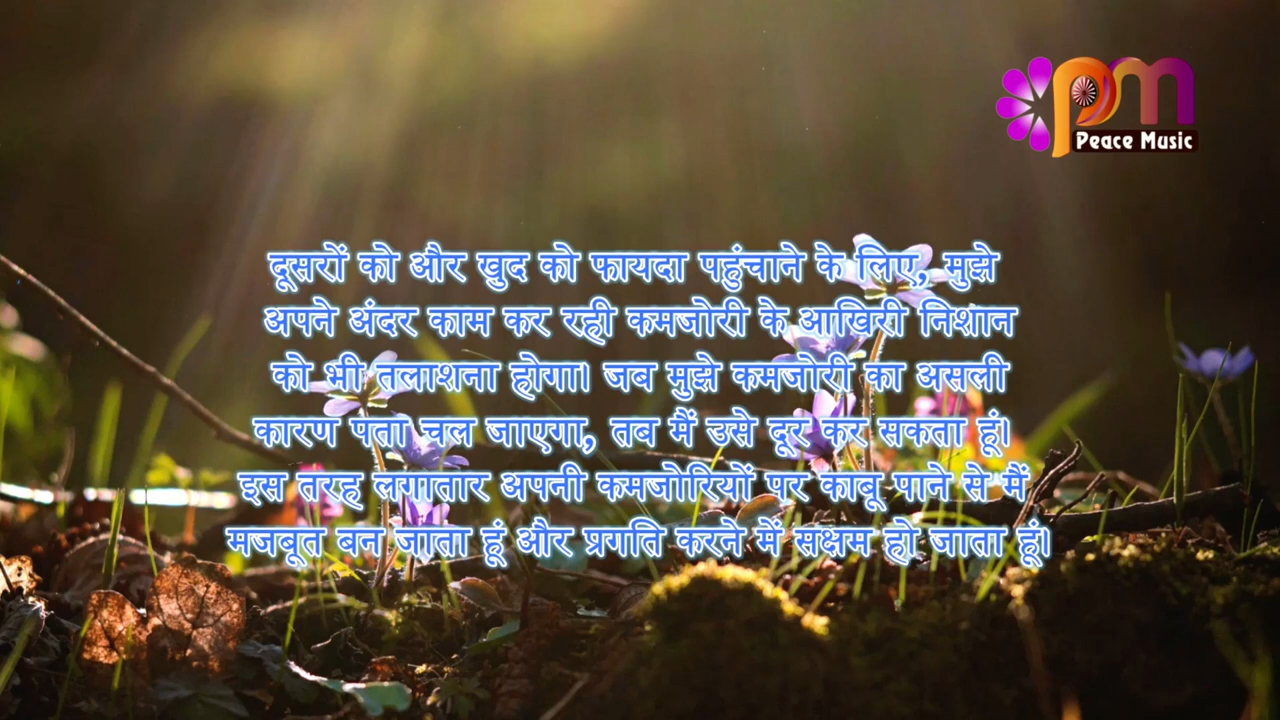 pm
Peace Music
दूसरों को और खुद को फायदा पहुंचाने के लिए, मुझे
अपने अंदर काम कर रही कमजोरी के आखिरी निशान
को भी तलाशना होगा। जब मुझे कमजोरी का असली
कारण पता चल जाएगा, तब मैं उसे दूर कर सकता हूं।
इस तरह लगातार अपनी कमजोरियों पर काबू पाने से मैं
मजबूत बन जाता हूं और प्रगति करने में सक्षम हो जाता हूं।